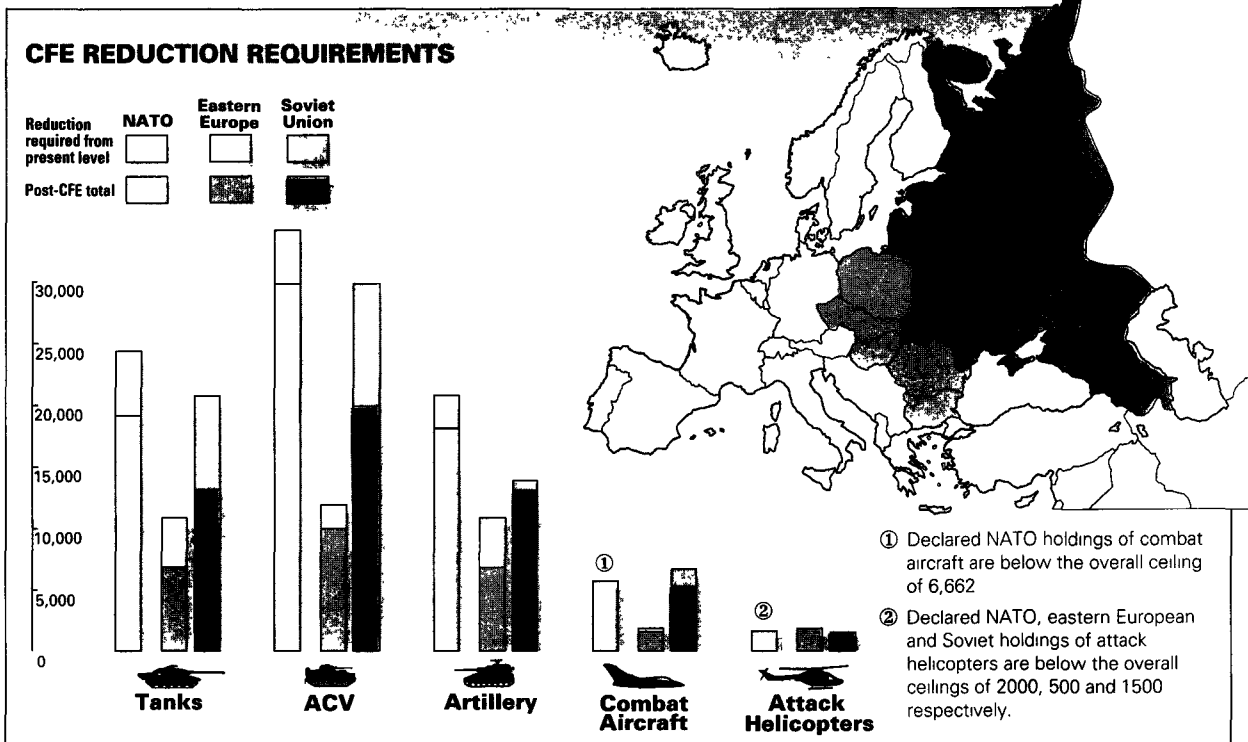 CFE REDUCTION REQUIREMENTS
NATO
Eastern
Europe
Soviet
Union
Reduction
required from
present level
Post-CFE total
30,000
25,000
20,000
15,000
10,000
5,000
0
①
②
Tanks
ACV
Artillery
Combat
Aircraft
Attack
Helicopters
① Declared NATO holdings of combat
aircraft are below the overall ceiling
of 6,662
② Declared NATO, eastern European
and Soviet holdings of attack
helicopters are below the overall
ceilings of 2000, 500 and 1500
respectively.